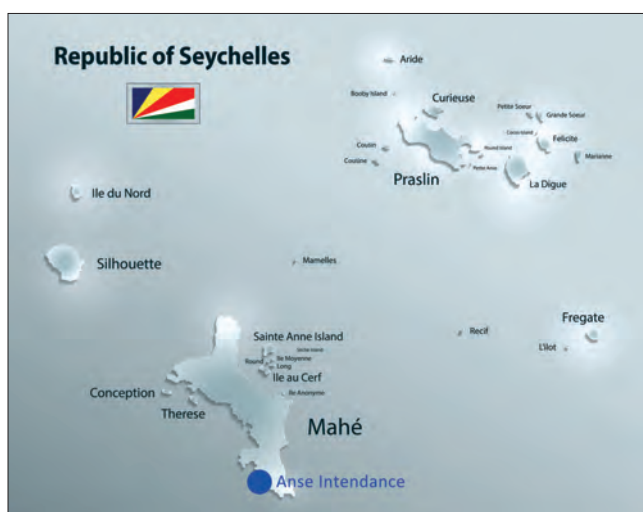 Republic of Seychelles
Aride
Booby Island
Curieuse
Petite Soeur
Grande Soeur
Cousin
Round Island
Felicite
Cousine
Marianne
Praslin
La Digue
Ile du Nord
Silhouette
Mamelles
Fregate
Recif
L'ilot
Sainte Anne Island
Ile Moyenne
Round
Long
Ile au Cerf
Conception
Ile Anonyme
Therese
Mahé
Anse Intendance